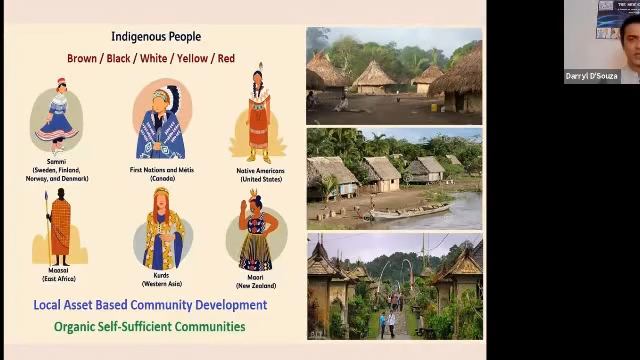 Indigenous People
Brown / Black / White / Yellow / Red
Sammi
(Sweden, Finland,
Norway, and Denmark)
First Nations and Métis
(Canada)
Native Americans
(United States)
Maasai
(East Africa)
Kurds
(Western Asia)
Maori
(New Zealand)
Local Asset Based Community Development
Organic Self-Sufficient Communities
Darryl D'Souza